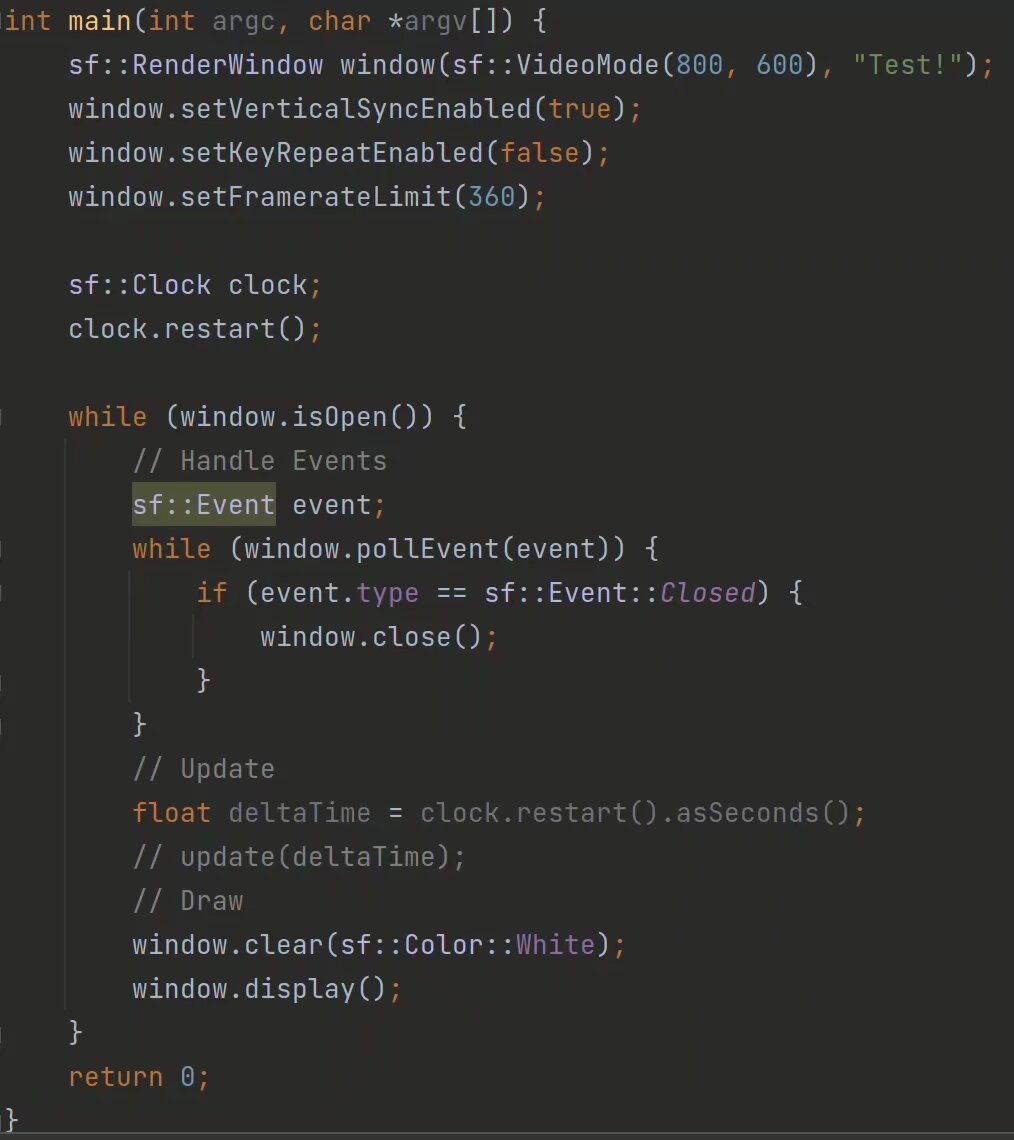 int main(int argc, char *argv[]) {
    sf::RenderWindow window(sf::VideoMode(800, 600), "Test!");
    window.setVerticalSyncEnabled(true);
    window.setKeyRepeatEnabled(false);
    window.setFramerateLimit(360);

    sf::Clock clock;
    clock.restart();

    while (window.isOpen()) {
        // Handle Events
        sf::Event event;
        while (window.pollEvent(event)) {
            if (event.type == sf::Event::Closed) {
                window.close();
            }
        }
        // Update
        float deltaTime = clock.restart().asSeconds();
        // update(deltaTime);
        // Draw
        window.clear(sf::Color::White);
        window.display();
    }
    return 0;
}